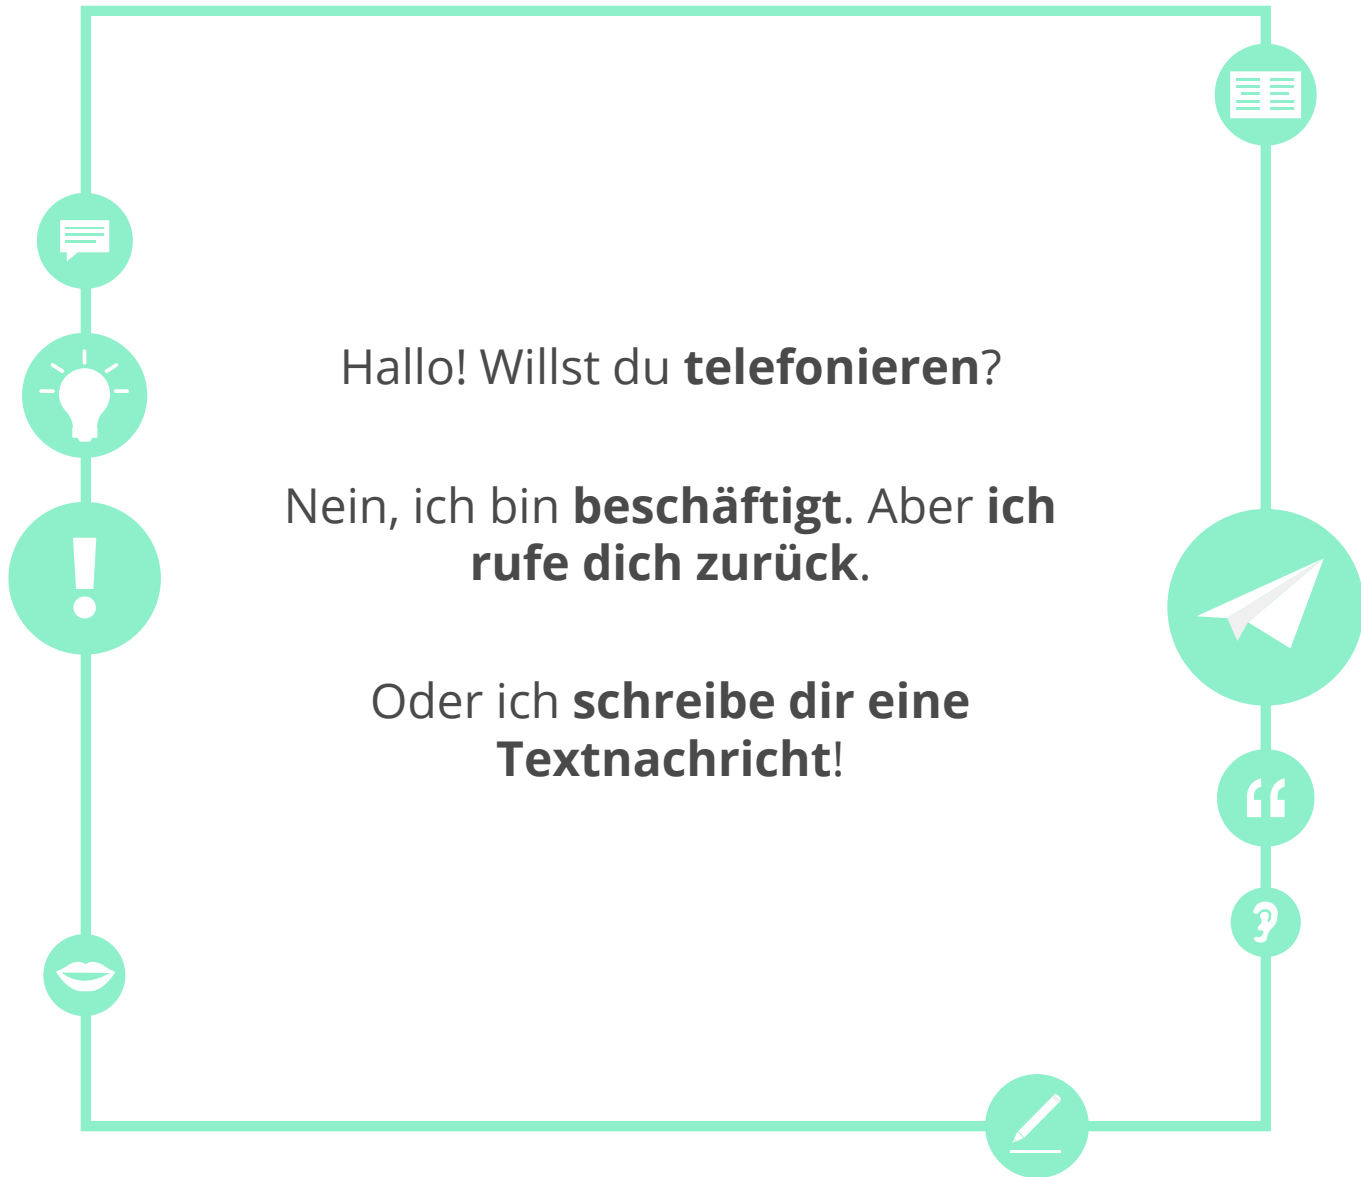 Hallo! Willst du telefonieren?
Nein, ich bin beschäftigt. Aber ich
rufe dich zurück.
Oder ich schreibe dir eine
Textnachricht!